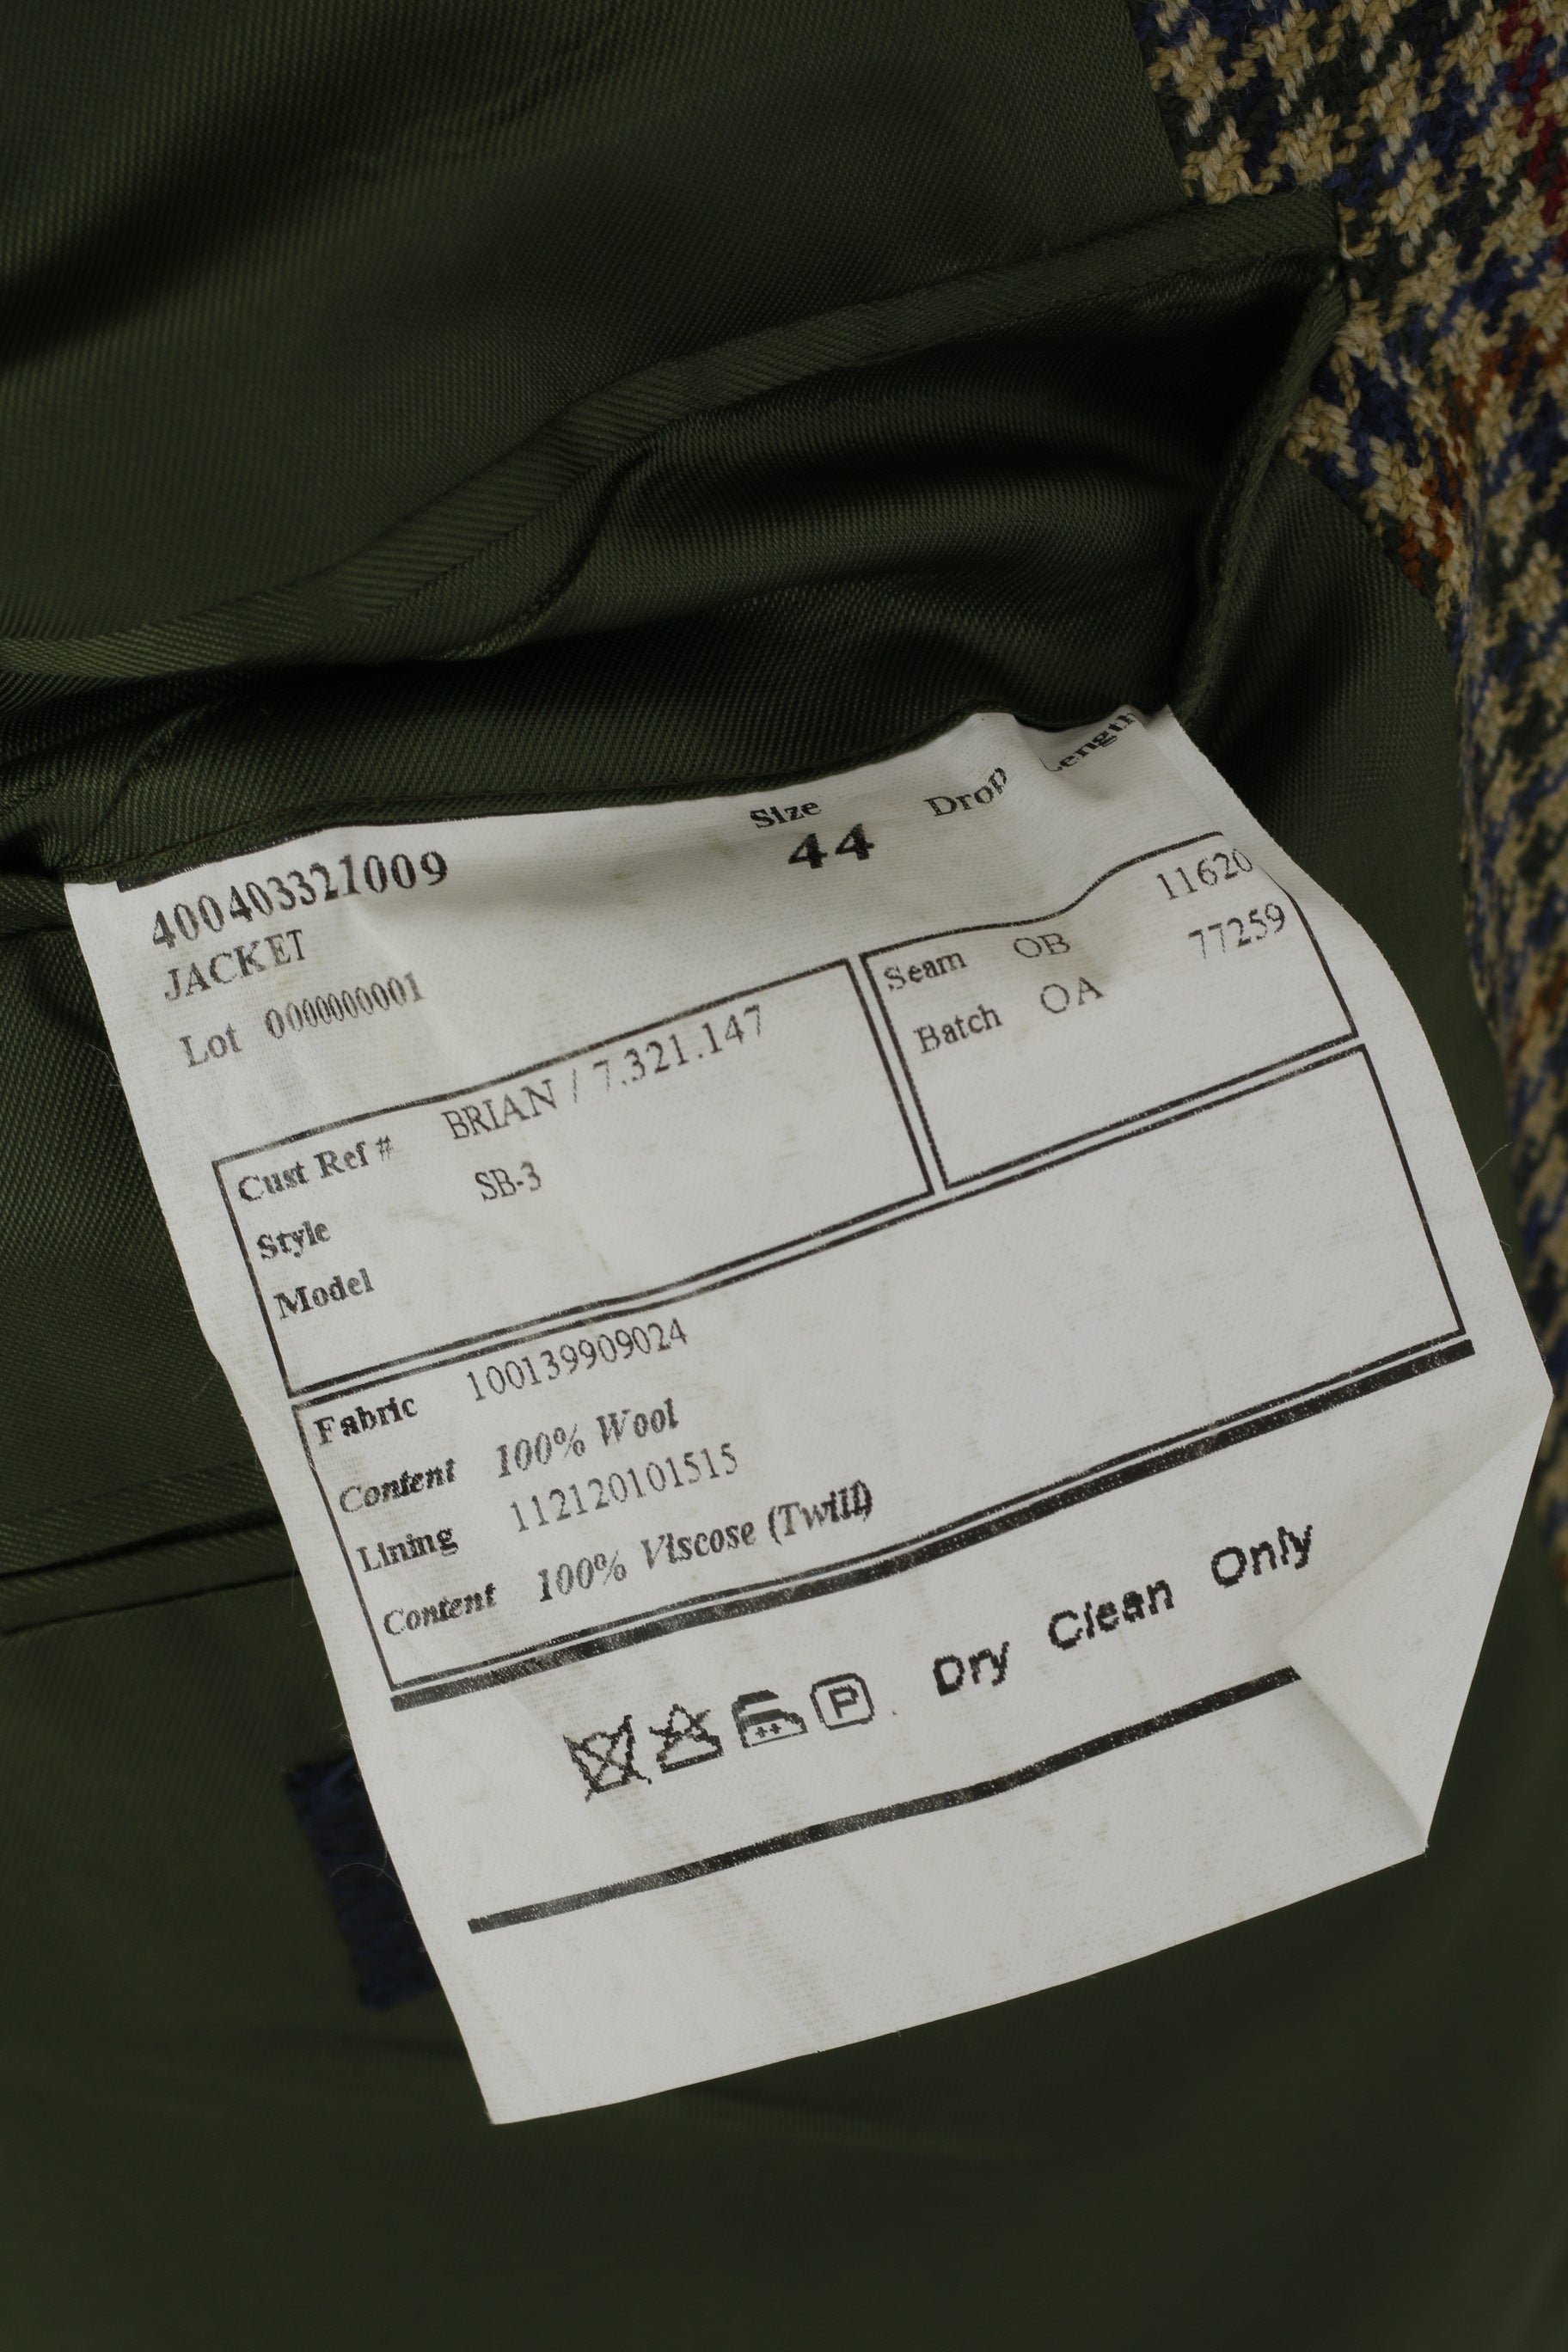 Size Drop Length
400403321009 44
JACKET
Lot 0000000001
Cust Ref # BRIAN / 7.321.147
Style SB-3
Model
Seam OB 11620
Batch OA 77259
Fabric 100139909024
Content 100% Wool
Lining 112120101515
Content 100% Viscose (Twill)
P Dry Clean Only